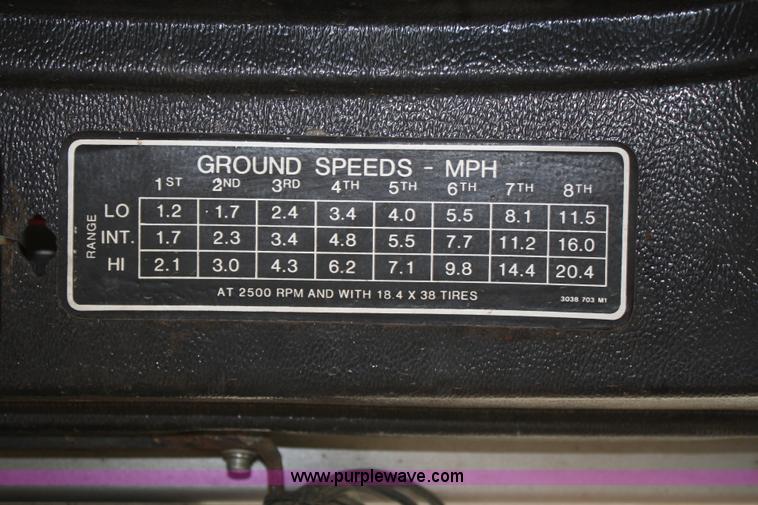 GROUND SPEEDS - MPH
1ST 2ND 3RD 4TH 5TH 6TH 7TH 8TH
RANGE
LO 1.2 1.7 2.4 3.4 4.0 5.5 8.1 11.5
INT. 1.7 2.3 3.4 4.8 5.5 7.7 11.2 16.0
HI 2.1 3.0 4.3 6.2 7.1 9.8 14.4 20.4
AT 2500 RPM AND WITH 18.4 X 38 TIRES
3038 703 M1
www.purplewave.com